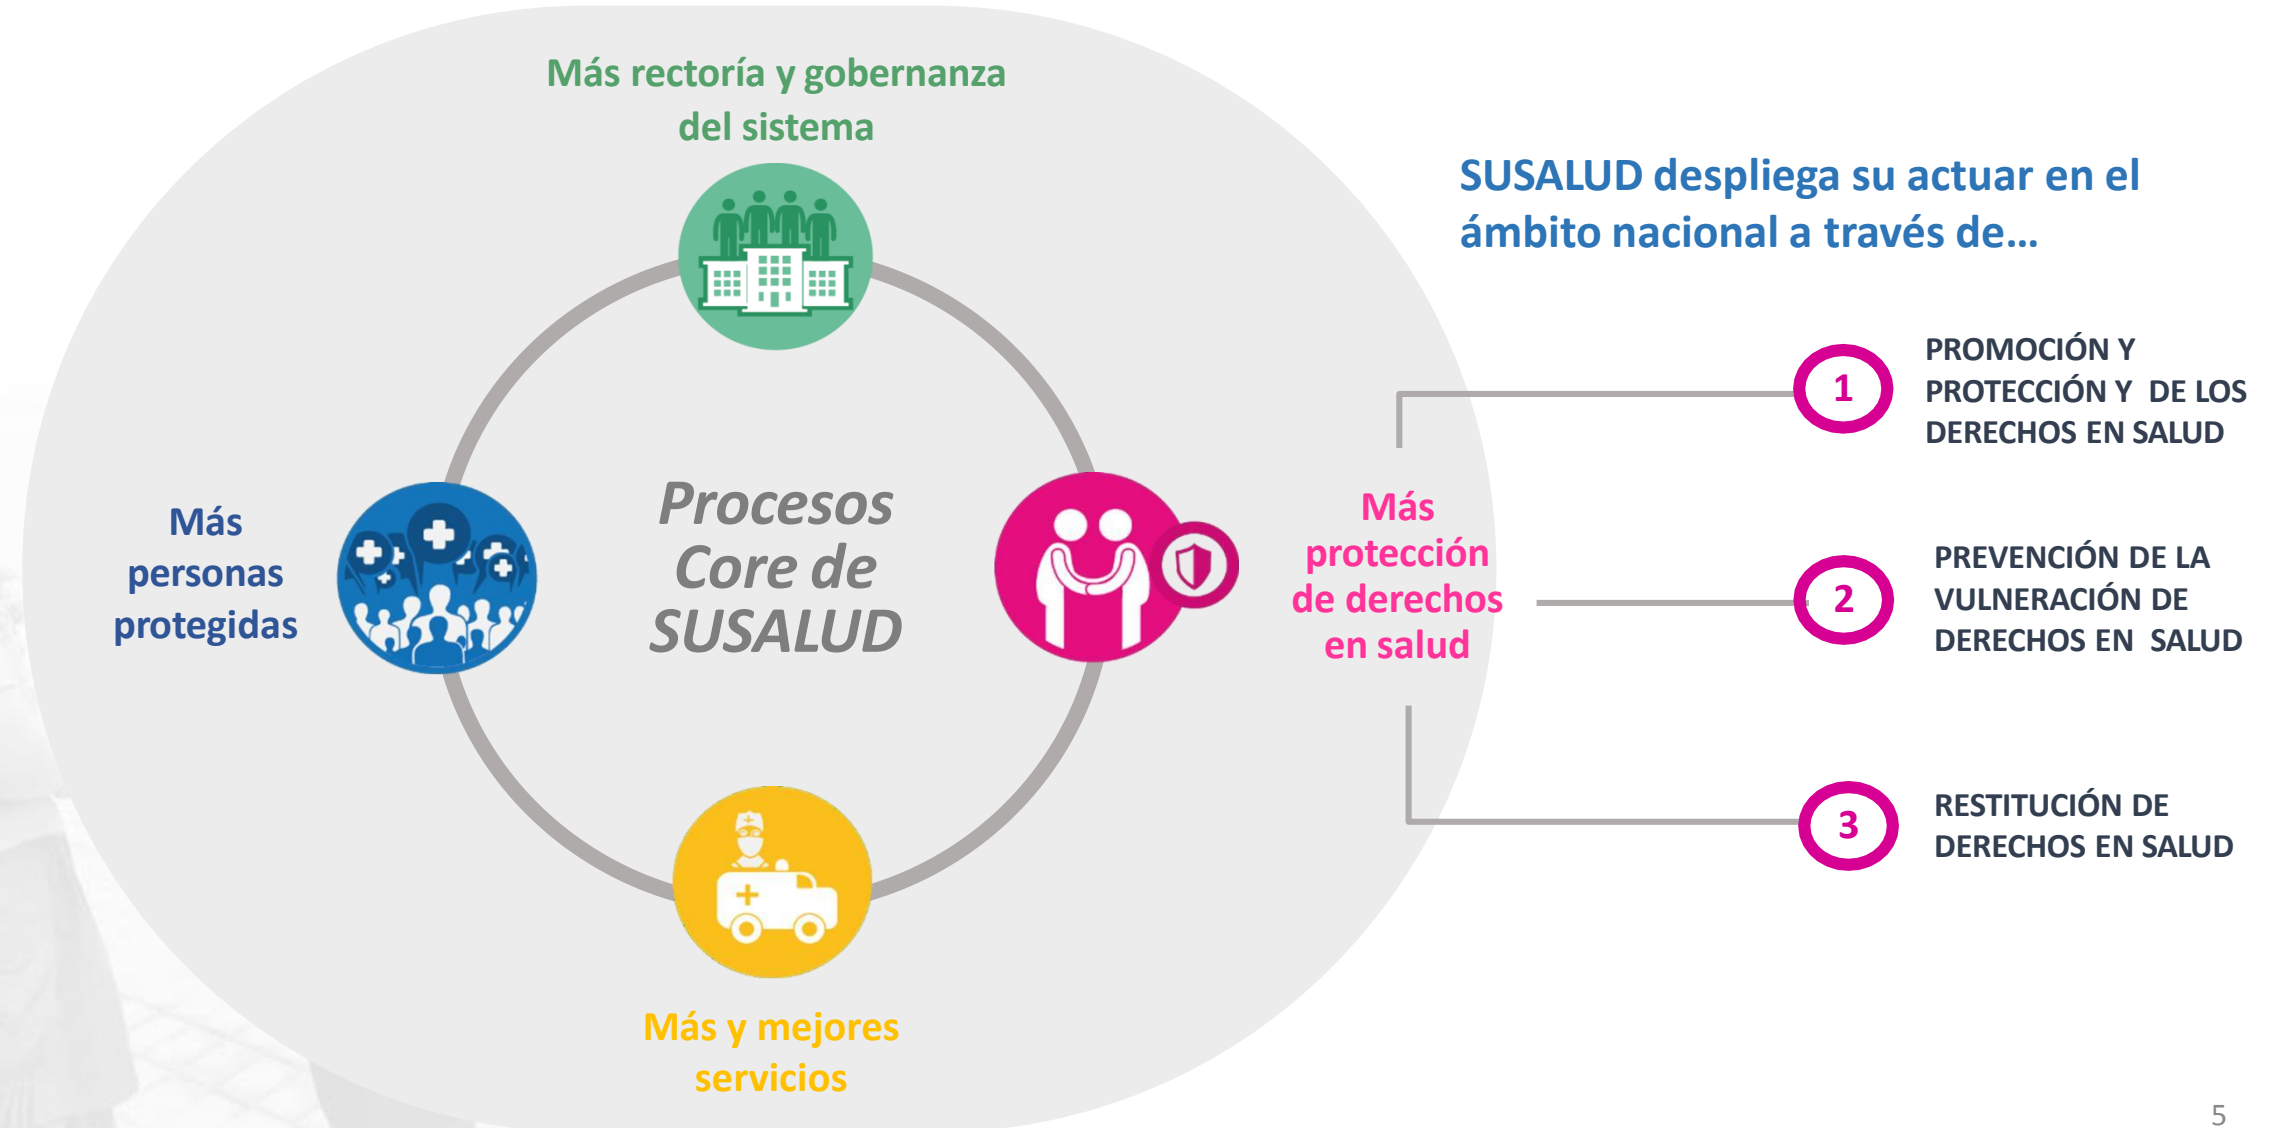 Más rectoría y gobernanza
del sistema
SUSALUD despliega su actuar en el
ámbito nacional a través de...
Más
personas
protegidas
Procesos
Core de
SUSALUD
Más
protección
de derechos
en salud
1
PROMOCIÓN Y
PROTECCIÓN Y  DE LOS
DERECHOS EN SALUD
2
PREVENCIÓN DE LA
VULNERACIÓN DE
DERECHOS EN  SALUD
3
RESTITUCIÓN DE
DERECHOS EN SALUD
Más y mejores
servicios
5